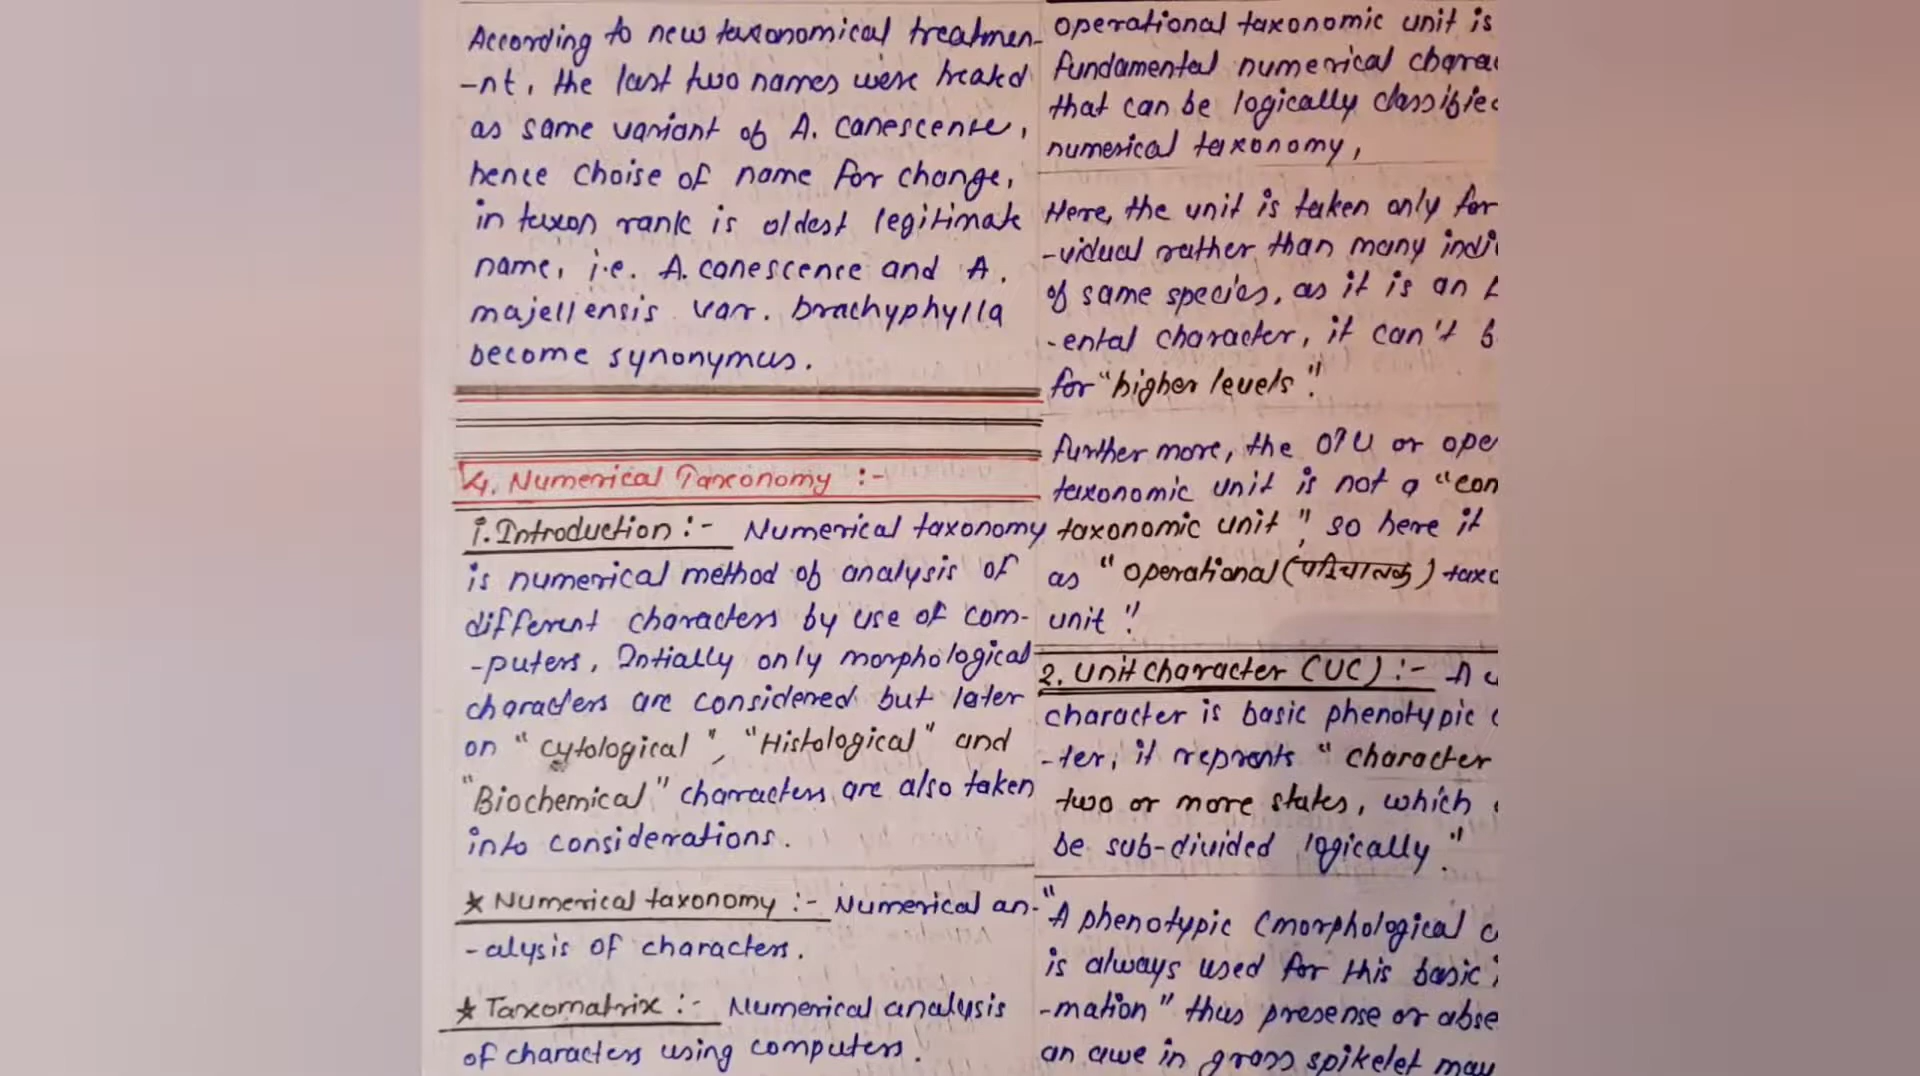 According to new taxonomical treatmen-
-nt, the last two names were treated
as same variant of A. canescence,
hence choise of name for change,
in taxon rank is oldest legitimate
name, i.e. A. canescence and A.
majellensis var. brachyphylla
become synonymus.
4. Numerical Taxonomy :-
i. Introduction :- Numerical taxonomy
is numerical method of analysis of
different characters by use of com-
-puters, Intially only morphological
characters are considered but later
on "cytological", "Histological" and
"Biochemical" characters are also taken
into considerations.
* Numerical taxonomy :- Numerical an-
-alysis of characters.
* Taxomatrix :- Numerical analysis
of characters using computers.
operational taxonomic unit is
fundamental numerical charac
that can be logically classified
numerical taxonomy,
Here, the unit is taken only for
-vidual rather than many indi
of same species, as it is an
-ental character, it can't b
for "higher levels".
further more, the OTU or ope
taxonomic unit is not a "con
taxonomic unit", so here it
as "operational (परिचालक) taxo
unit".
2. Unit Character (UC) :- A
character is basic phenotypic c
-ter, it reprents "character
two or more states, which
be sub-divided logically."
"A phenotypic (morphological c
is always used for this basic i
-mation" thus presense or abse
an awe in grass spikelet may